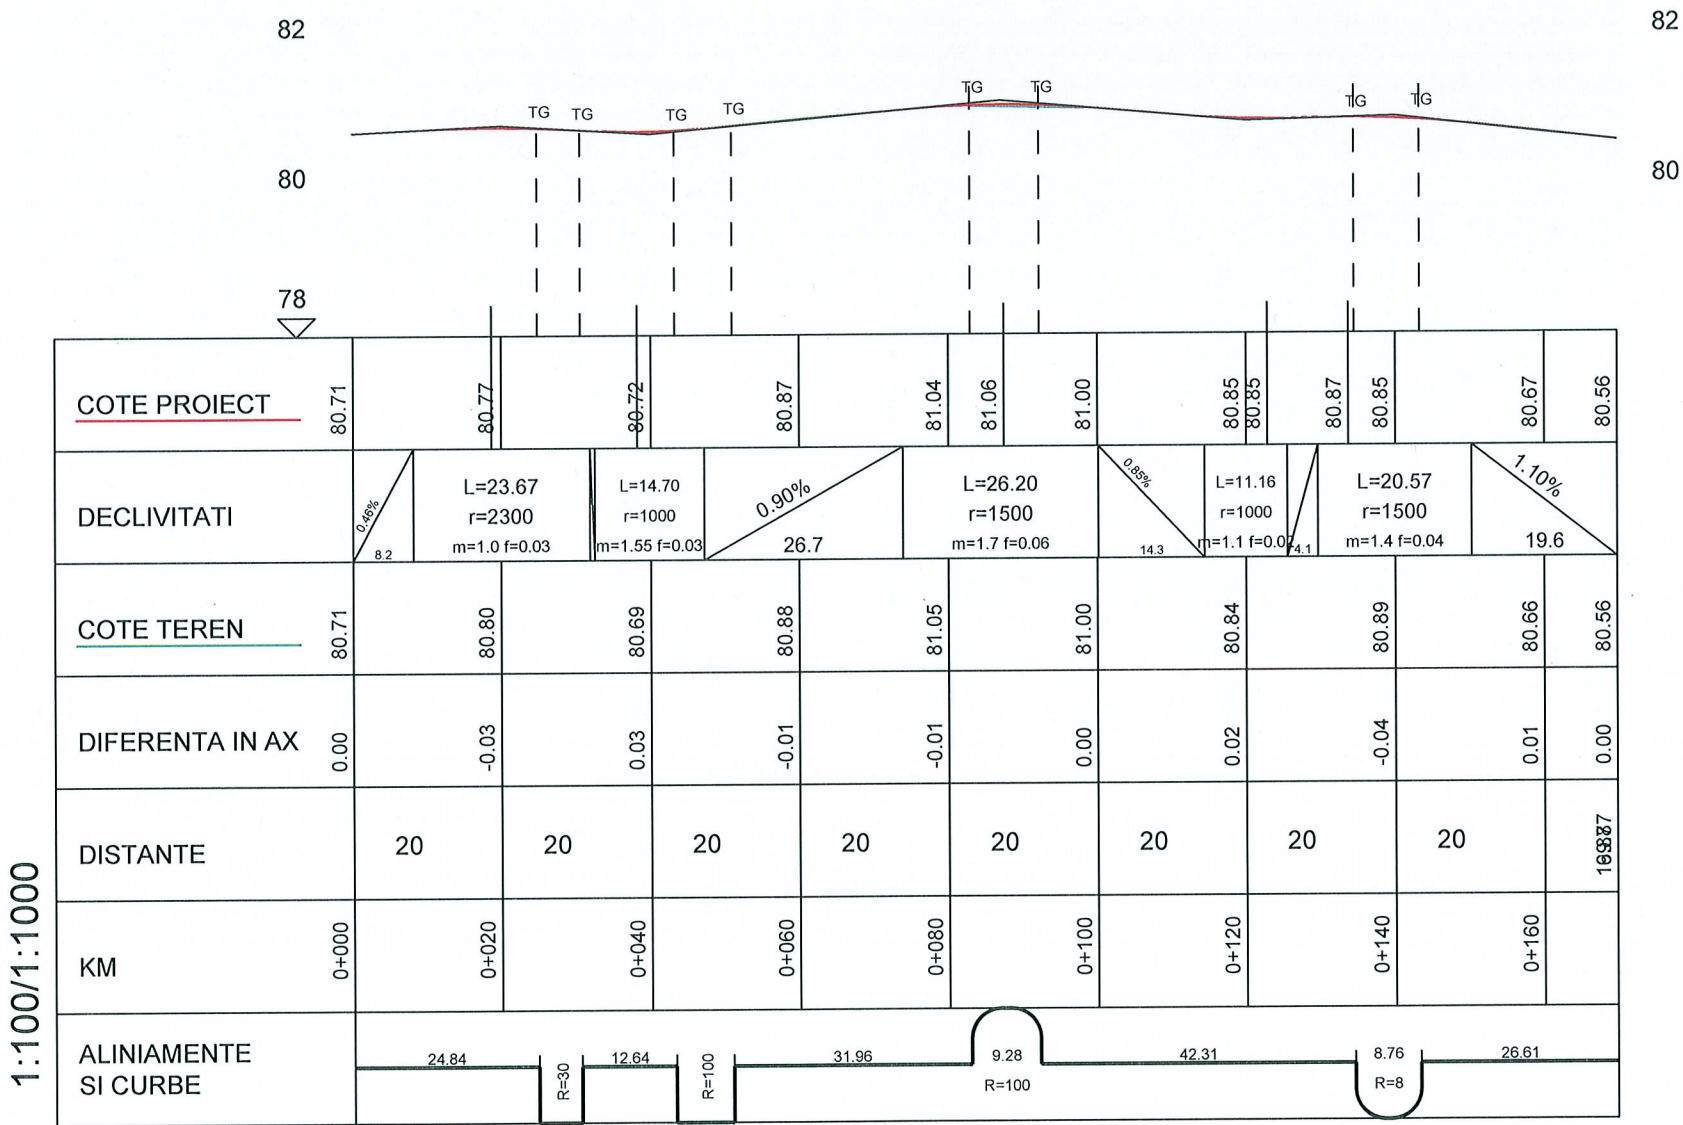 82
82
TG TG TG TG TG TG TG TG
80
80
78
COTE PROIECT 80.71 80.77 80.72 80.87 81.04 81.06 81.00 80.85 80.85 80.87 80.85 80.67 80.56
DECLIVITATI
0.46%
8.2
L=23.67
r=2300
m=1.0 f=0.03
L=14.70
r=1000
m=1.55 f=0.03
0.90%
26.7
L=26.20
r=1500
m=1.7 f=0.06
0.85%
14.3
L=11.16
r=1000
m=1.1 f=0.02
4.1
L=20.57
r=1500
m=1.4 f=0.04
1.10%
19.6
COTE TEREN 80.71 80.80 80.69 80.88 81.05 81.00 80.84 80.89 80.66 80.56
DIFERENTA IN AX 0.00 -0.03 0.03 -0.01 -0.01 0.00 0.02 -0.04 0.01 0.00
DISTANTE 20 20 20 20 20 20 20 20
KM 0+000 0+020 0+040 0+060 0+080 0+100 0+120 0+140 0+160
ALINIAMENTE
SI CURBE
24.84 R=30 12.64 R=100 31.96 9.28 42.31 8.76 26.61
R=100 R=8
1:100/1:1000